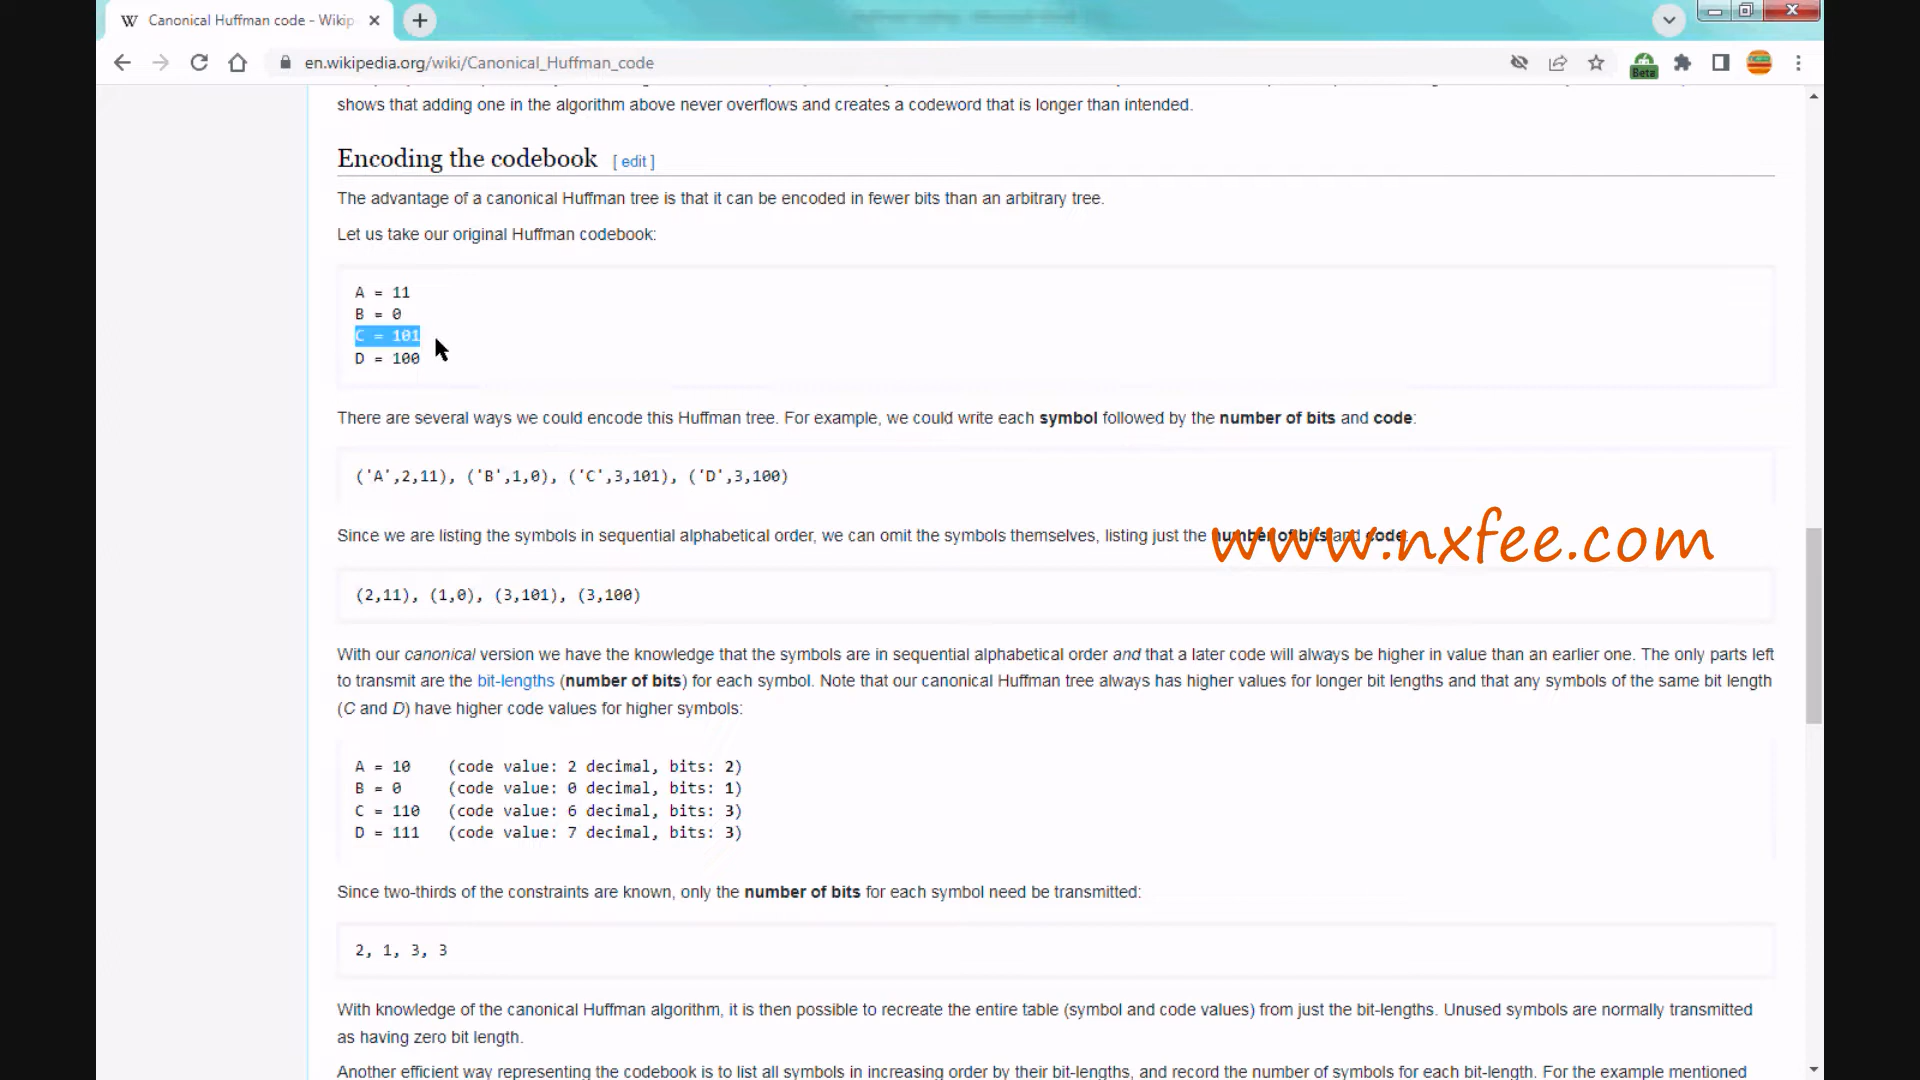 Canonical Huffman code - Wikip
en.wikipedia.org/wiki/Canonical_Huffman_code
Beta
shows that adding one in the algorithm above never overflows and creates a codeword that is longer than intended.
Encoding the codebook [ edit ]
The advantage of a canonical Huffman tree is that it can be encoded in fewer bits than an arbitrary tree.
Let us take our original Huffman codebook:
A = 11
B = 0
C = 101
D = 100
There are several ways we could encode this Huffman tree. For example, we could write each symbol followed by the number of bits and code:
('A',2,11), ('B',1,0), ('C',3,101), ('D',3,100)
Since we are listing the symbols in sequential alphabetical order, we can omit the symbols themselves, listing just the number of bits and code:
www.nxfee.com
(2,11), (1,0), (3,101), (3,100)
With our canonical version we have the knowledge that the symbols are in sequential alphabetical order and that a later code will always be higher in value than an earlier one. The only parts left
to transmit are the bit-lengths (number of bits) for each symbol. Note that our canonical Huffman tree always has higher values for longer bit lengths and that any symbols of the same bit length
(C and D) have higher code values for higher symbols:
A = 10 (code value: 2 decimal, bits: 2)
B = 0 (code value: 0 decimal, bits: 1)
C = 110 (code value: 6 decimal, bits: 3)
D = 111 (code value: 7 decimal, bits: 3)
Since two-thirds of the constraints are known, only the number of bits for each symbol need be transmitted:
2, 1, 3, 3
With knowledge of the canonical Huffman algorithm, it is then possible to recreate the entire table (symbol and code values) from just the bit-lengths. Unused symbols are normally transmitted
as having zero bit length.
Another efficient way representing the codebook is to list all symbols in increasing order by their bit-lengths, and record the number of symbols for each bit-length. For the example mentioned